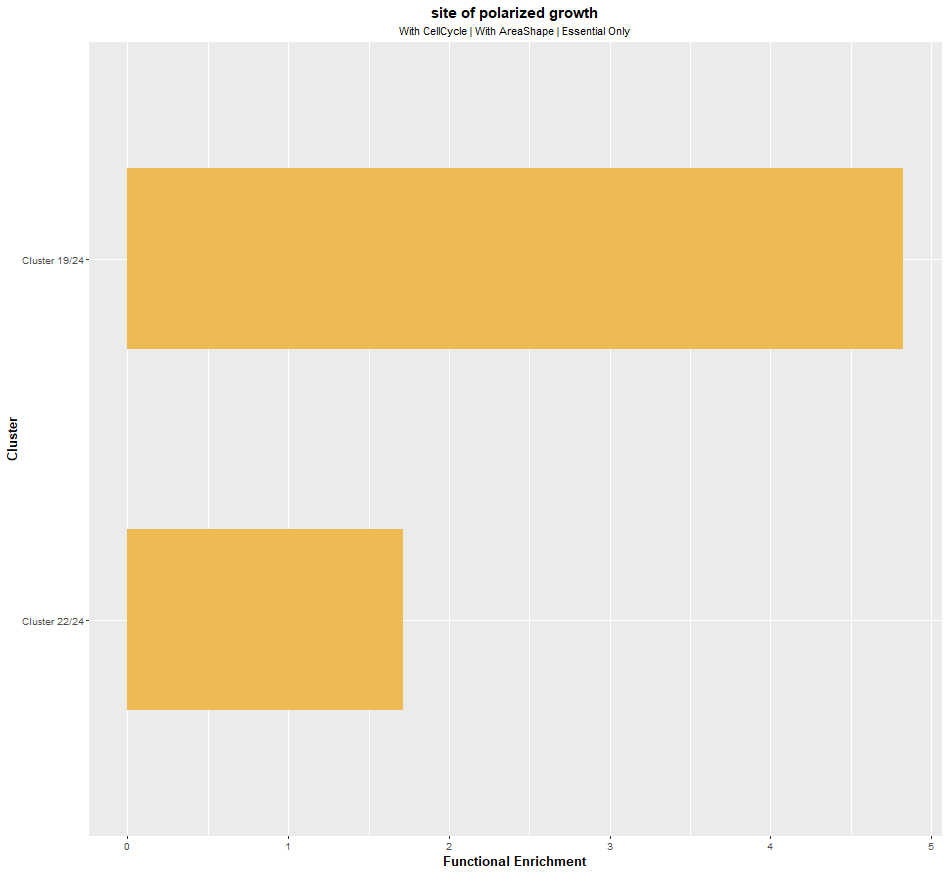 site of polarized growth
With CellCycle | With AreaShape | Essential Only
Cluster
Cluster 19/24
Cluster 22/24
0 1 2 3 4 5
Functional Enrichment